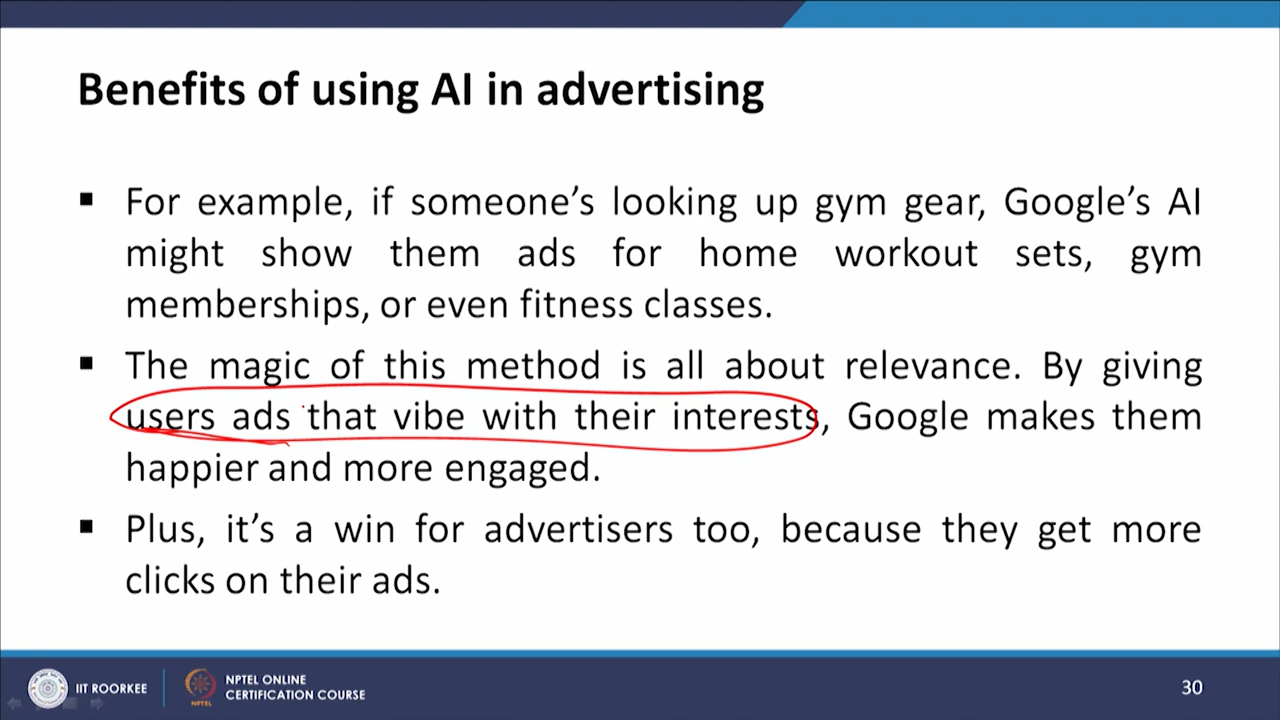 Benefits of using AI in advertising
For example, if someone’s looking up gym gear, Google’s AI
might show them ads for home workout sets, gym
memberships, or even fitness classes.
The magic of this method is all about relevance. By giving
users ads that vibe with their interests, Google makes them
happier and more engaged.
Plus, it’s a win for advertisers too, because they get more
clicks on their ads.
IIT ROORKEE
NPTEL
NPTEL ONLINE
CERTIFICATION COURSE
30